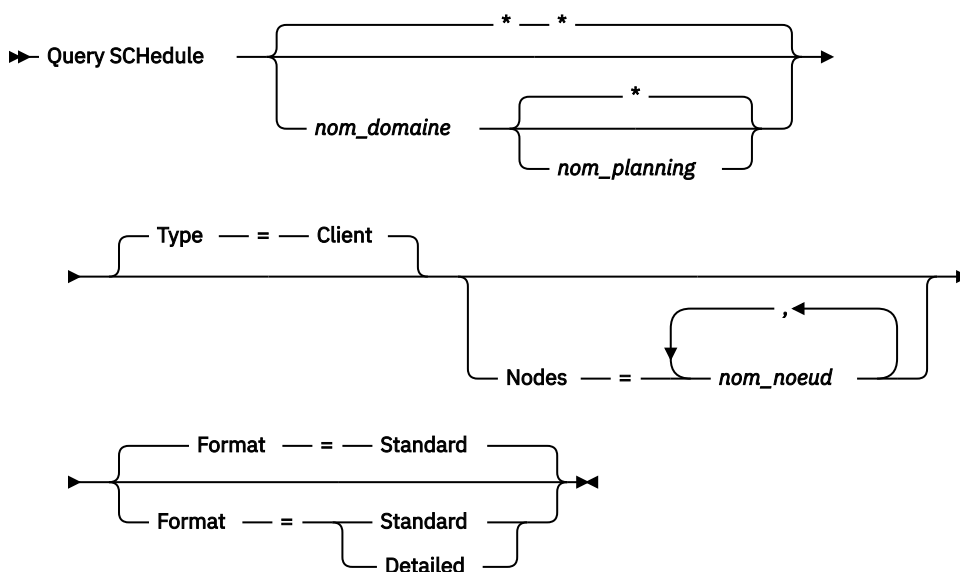 * *
Query SCHedule
*
nom_domaine
nom_planning
Type = Client
,
Nodes = nom_noeud
Format = Standard
Format = Standard
Detailed